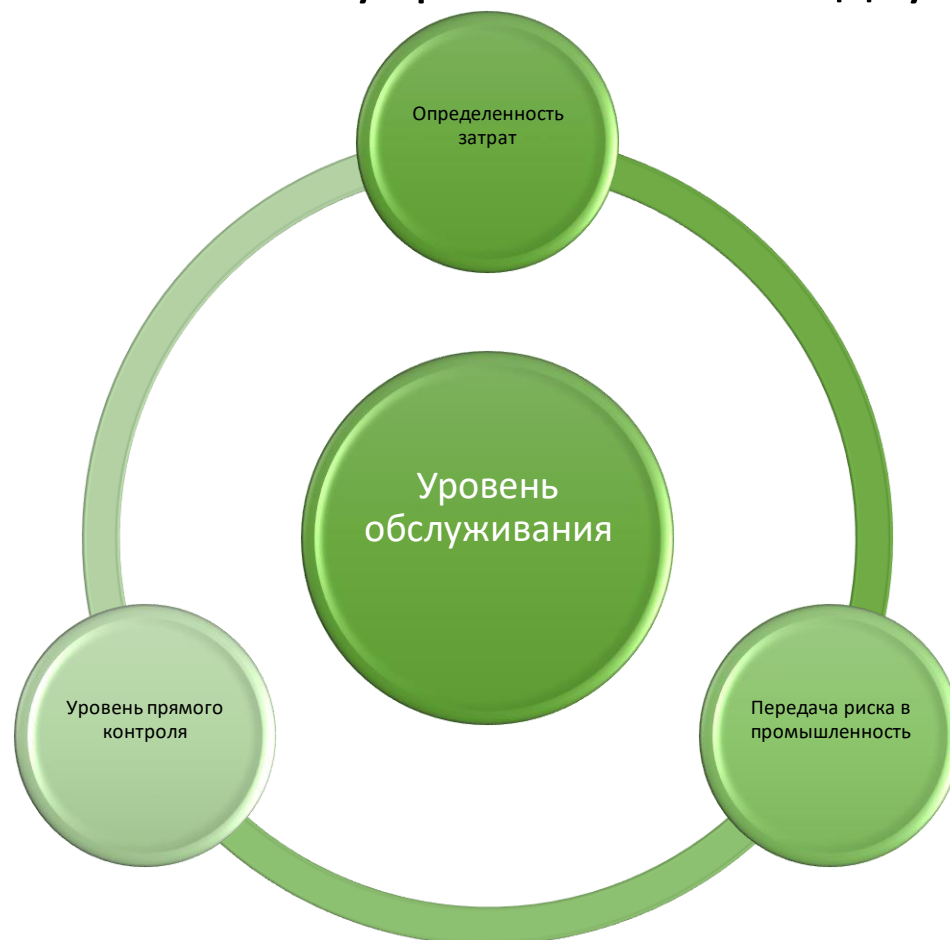 Определенность
затрат
Уровень
обслуживания
Уровень прямого
контроля
Передача риска в
промышленность